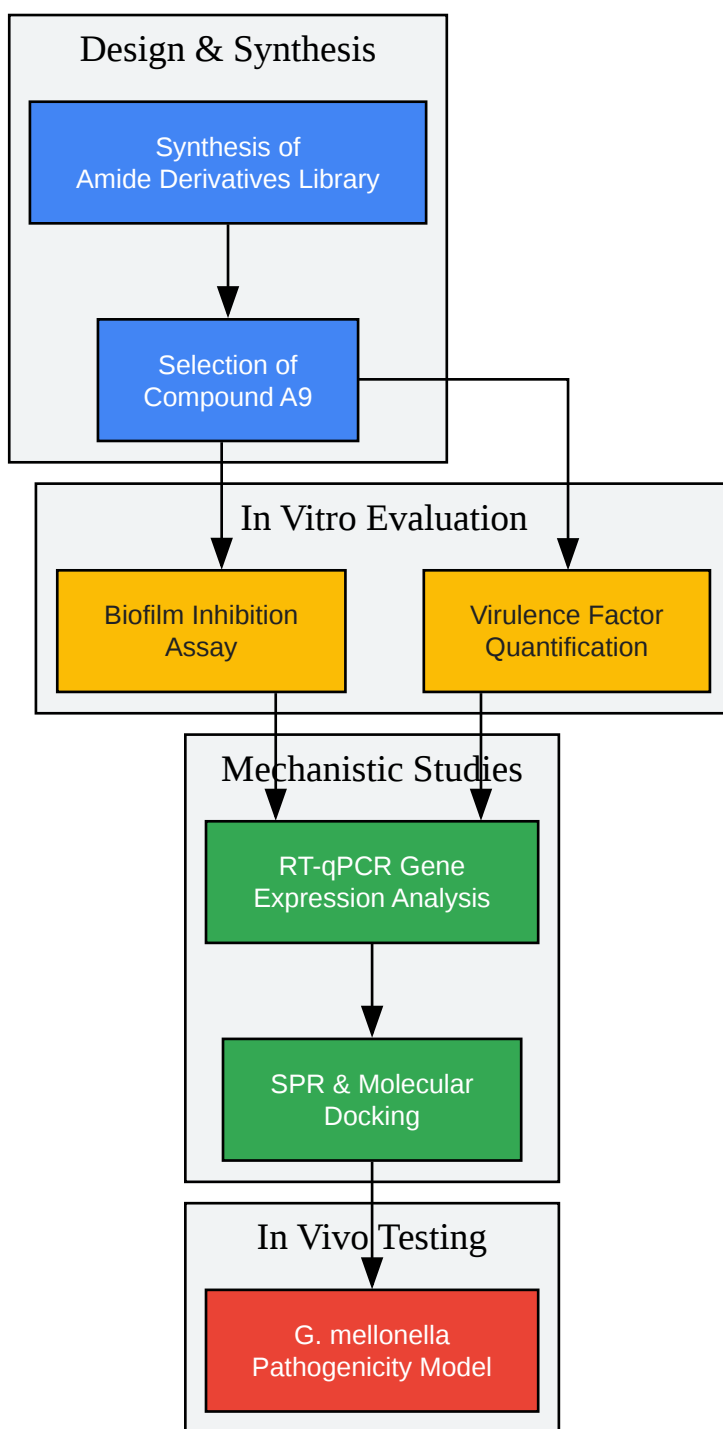 Design & Synthesis
Synthesis of
Amide Derivatives Library
Selection of
Compound A9
In Vitro Evaluation
Biofilm Inhibition
Assay
Virulence Factor
Quantification
Mechanistic Studies
RT-qPCR Gene
Expression Analysis
SPR & Molecular
Docking
In Vivo Testing
G. mellonella
Pathogenicity Model